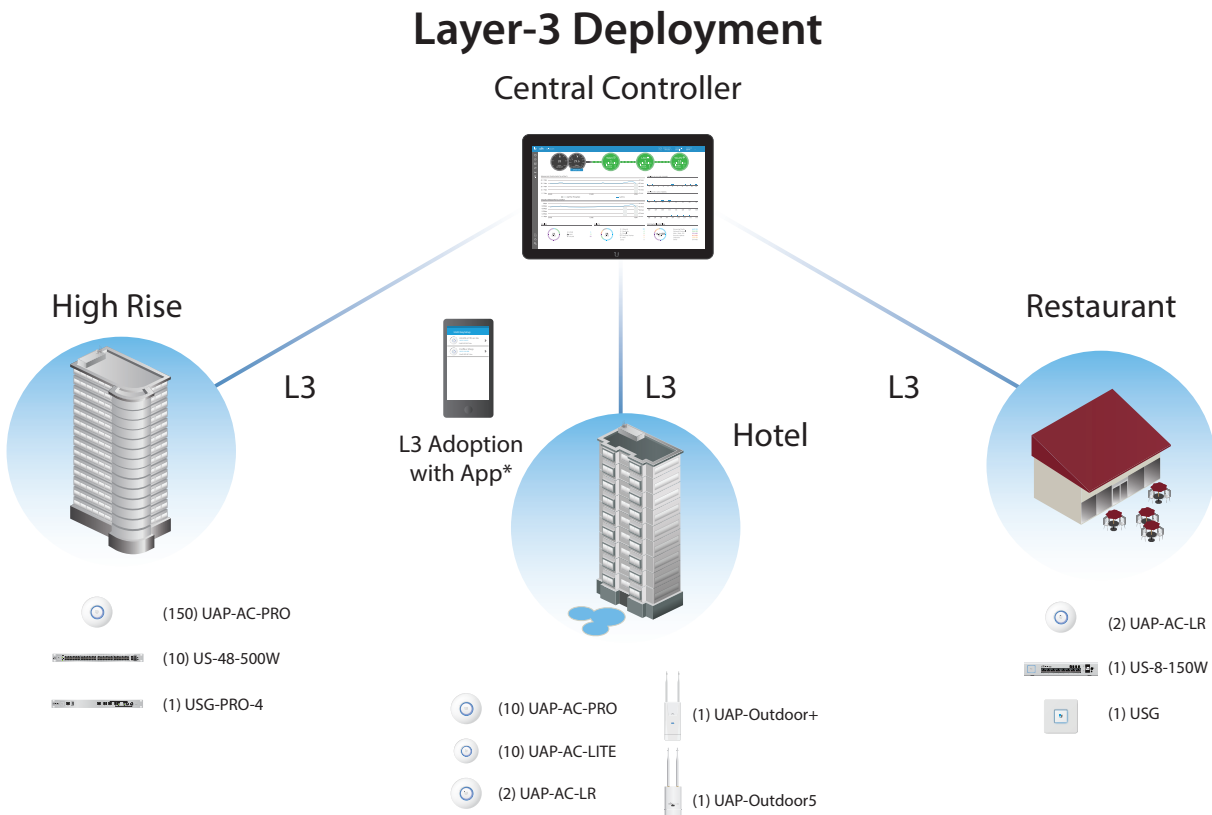 Layer-3 Deployment
Central Controller
High Rise
L3
L3 Adoption
with App*
L3
Hotel
L3
Restaurant
(150) UAP-AC-PRO
(10) US-48-500W
(1) USG-PRO-4
(10) UAP-AC-PRO
(10) UAP-AC-LITE
(2) UAP-AC-LR
(1) UAP-Outdoor+
(1) UAP-Outdoor5
(2) UAP-AC-LR
(1) US-8-150W
(1) USG